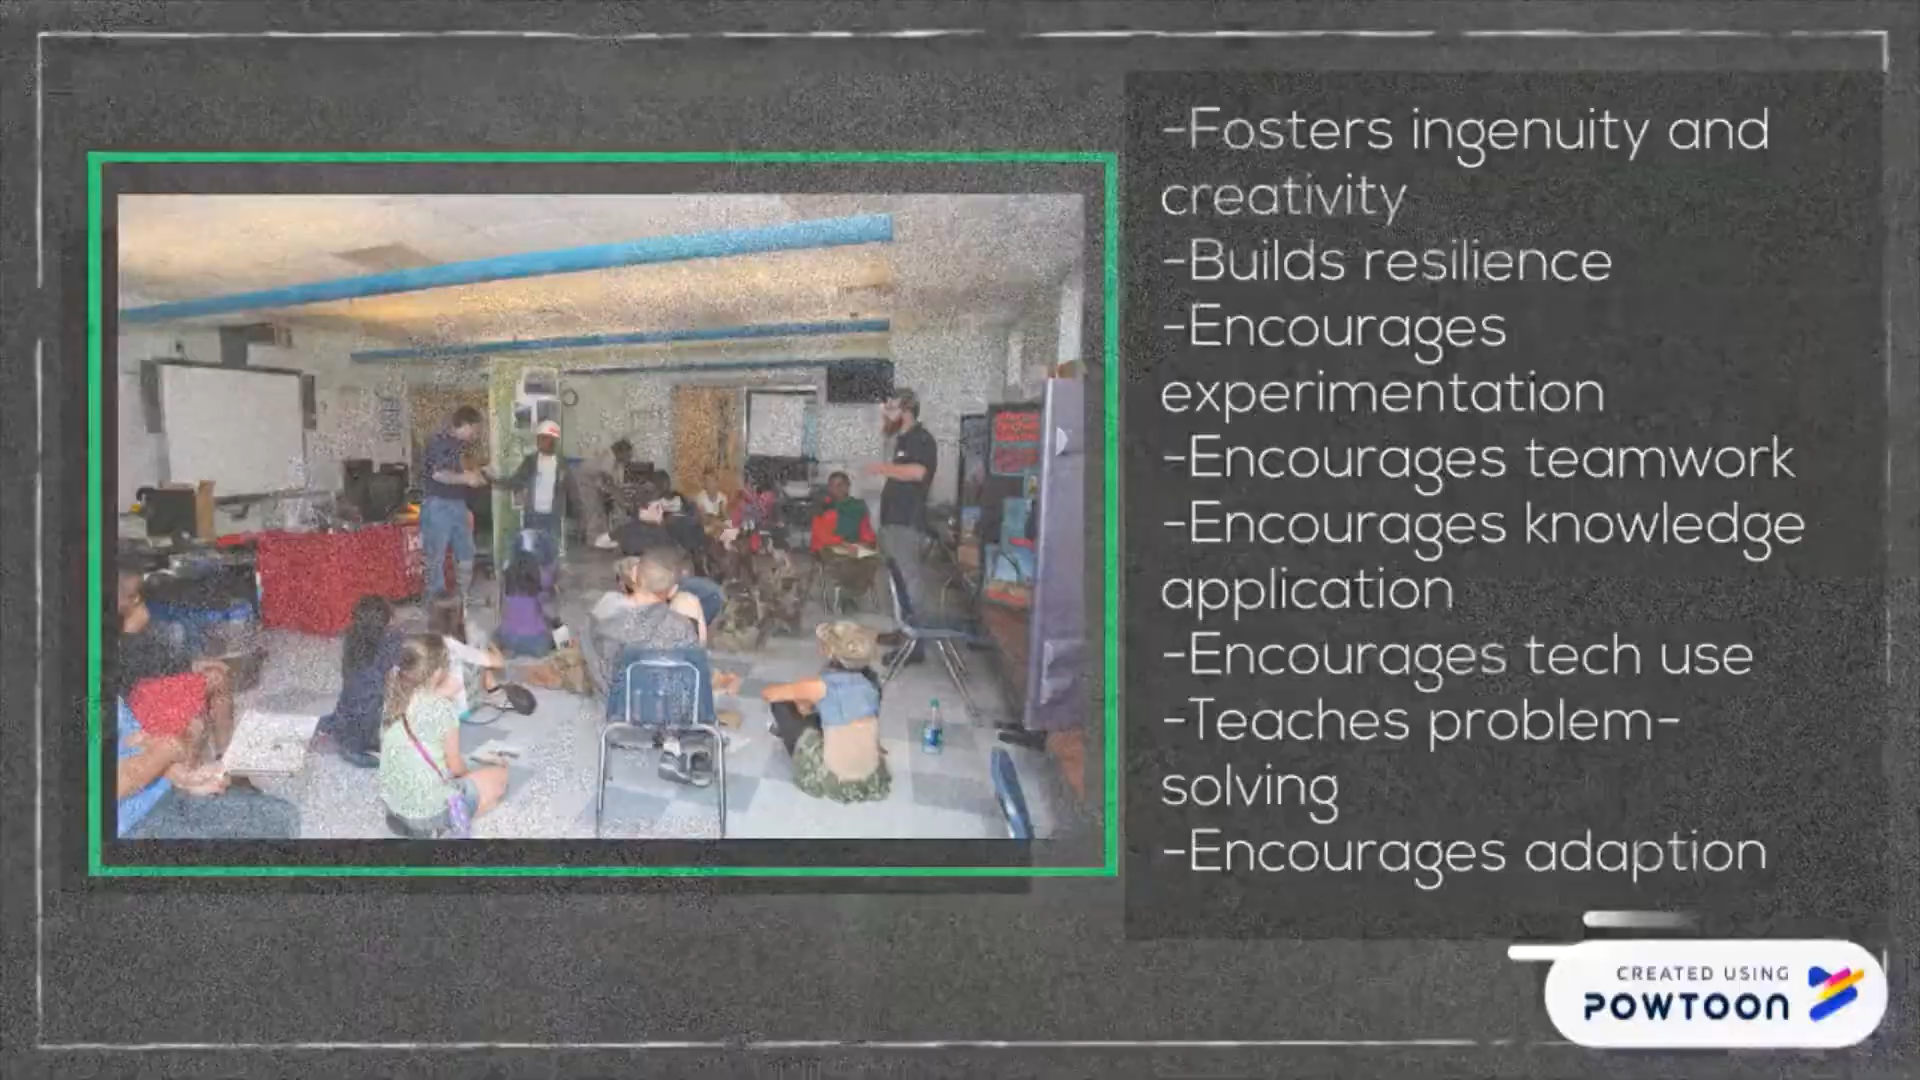 -Fosters ingenuity and
creativity
-Builds resilience
-Encourages
experimentation
-Encourages teamwork
-Encourages knowledge
application
-Encourages tech use
-Teaches problem-
solving
-Encourages adaption
CREATED USING
POWTOON